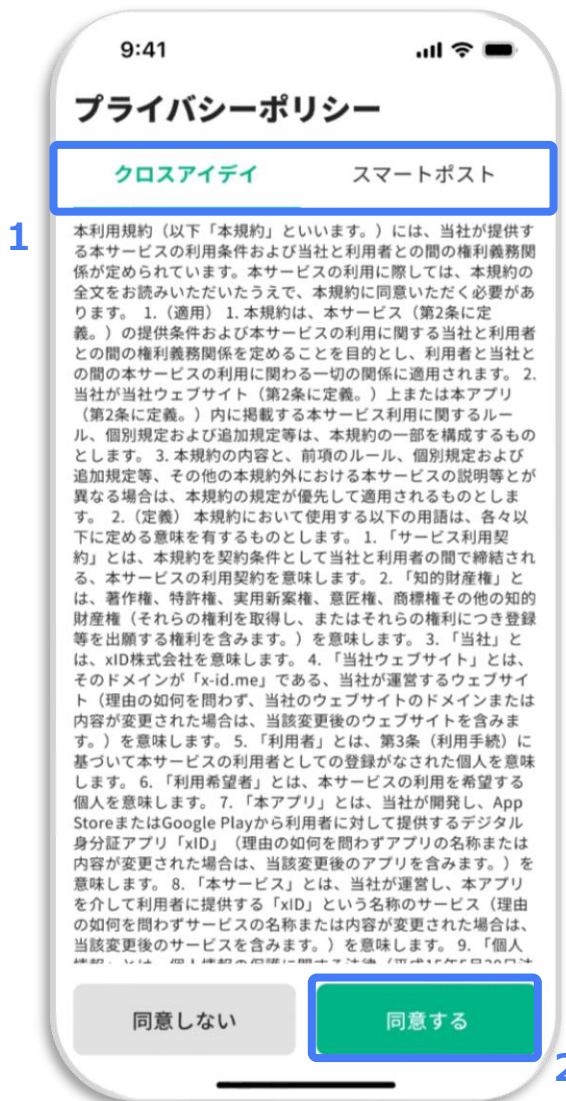 9:41
プライバシーポリシー
クロスアイデイ スマートポスト
1
本利用規約（以下「本規約」といいます。）には、当社が提供す
る本サービスの利用条件および当社と利用者との間の権利義務関
係が定められています。本サービスの利用に際しては、本規約の
全文をお読みいただいたうえで、本規約に同意いただく必要があ
ります。 1.（適用） 1. 本規約は、本サービス（第2条に定
義。）の提供条件および本サービスの利用に関する当社と利用者
との間の権利義務関係を定めることを目的とし、利用者と当社と
の間の本サービスの利用に関わる一切の関係に適用されます。 2.
当社が当社ウェブサイト（第2条に定義。）上または本アプリ
（第2条に定義。）内に掲載する本サービス利用に関するルー
ル、個別規定および追加規定等は、本規約の一部を構成するもの
とします。 3. 本規約の内容と、前項のルール、個別規定および
追加規定等、その他の本規約外における本サービスの説明等とが
異なる場合は、本規約の規定が優先して適用されるものとしま
す。 2.（定義） 本規約において使用する以下の用語は、各々以
下に定める意味を有するものとします。 1. 「サービス利用契
約」とは、本規約を契約条件として当社と利用者の間で締結され
る、本サービスの利用契約を意味します。 2. 「知的財産権」と
は、著作権、特許権、実用新案権、意匠権、商標権その他の知的
財産権（それらの権利を取得し、またはそれらの権利につき登録
等を出願する権利を含みます。）を意味します。 3. 「当社」と
は、xID株式会社を意味します。 4. 「当社ウェブサイト」とは、
そのドメインが「x-id.me」である、当社が運営するウェブサイ
ト（理由の如何を問わず、当社のウェブサイトのドメインまたは
内容が変更された場合は、当該変更後のウェブサイトを含みま
す。）を意味します。 5. 「利用者」とは、第3条（利用手続）に
基づいて本サービスの利用者としての登録がなされた個人を意味
します。 6. 「利用希望者」とは、本サービスの利用を希望する
個人を意味します。 7. 「本アプリ」とは、当社が開発し、App
StoreまたはGoogle Playから利用者に対して提供するデジタル
身分証アプリ「xID」（理由の如何を問わずアプリの名称または
内容が変更された場合は、当該変更後のアプリを含みます。）を
意味します。 8. 「本サービス」とは、当社が運営し、本アプリ
を介して利用者に提供する「xID」という名称のサービス（理由
の如何を問わずサービスの名称または内容が変更された場合は、
当該変更後のサービスを含みます。）を意味します。 9. 「個人
同意しない 同意する
2